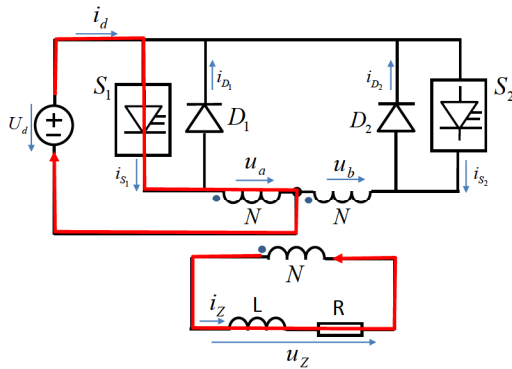 i_d
S_1
i_{D_1}
i_{D_2}
S_2
U_d
D_1
D_2
i_{S_1}
u_a
u_b
i_{S_2}
N
N
N
i_Z
L
R
u_Z